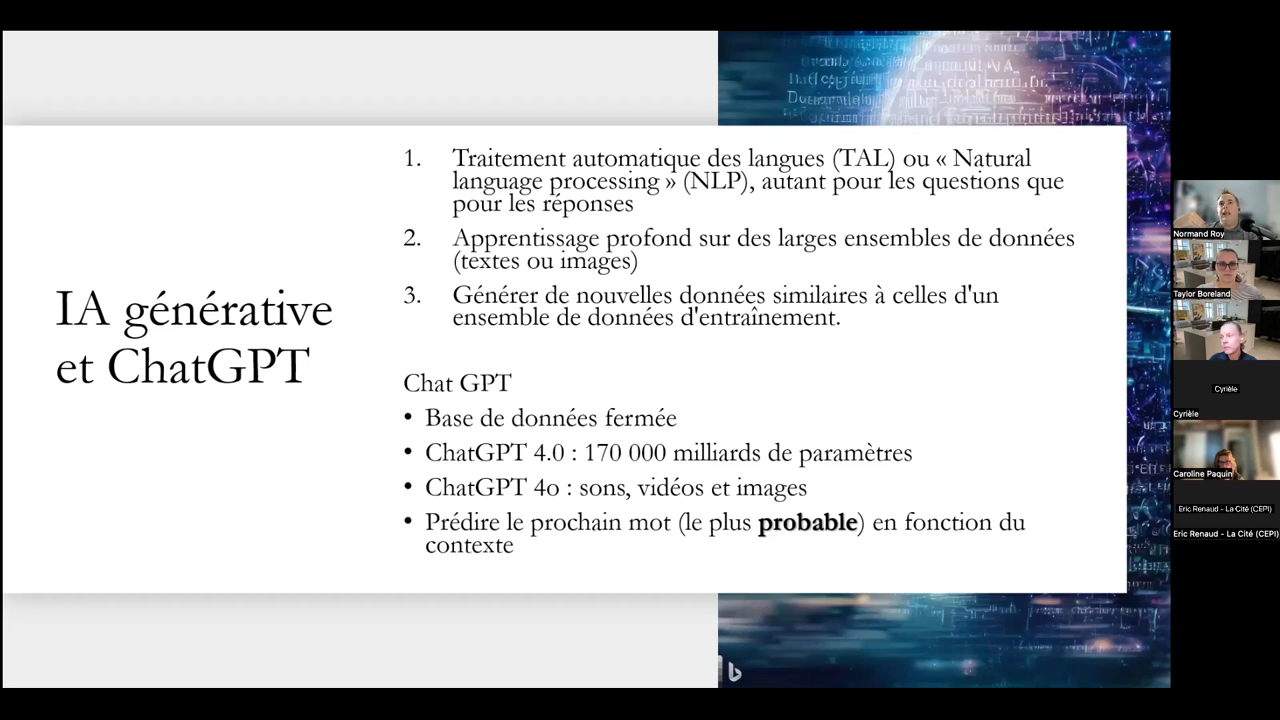 IA générative
et ChatGPT
1. Traitement automatique des langues (TAL) ou « Natural
language processing » (NLP), autant pour les questions que
pour les réponses
2. Apprentissage profond sur des larges ensembles de données
(textes ou images)
3. Générer de nouvelles données similaires à celles d'un
ensemble de données d'entraînement.
Chat GPT
• Base de données fermée
• ChatGPT 4.0 : 170 000 milliards de paramètres
• ChatGPT 4o : sons, vidéos et images
• Prédire le prochain mot (le plus probable) en fonction du
contexte
Normand Roy
Taylor Boreland
Cyrièle
Cyrièle
Caroline Paquin
Eric Renaud - La Cité (CEPI)
Eric Renaud - La Cité (CEPI)